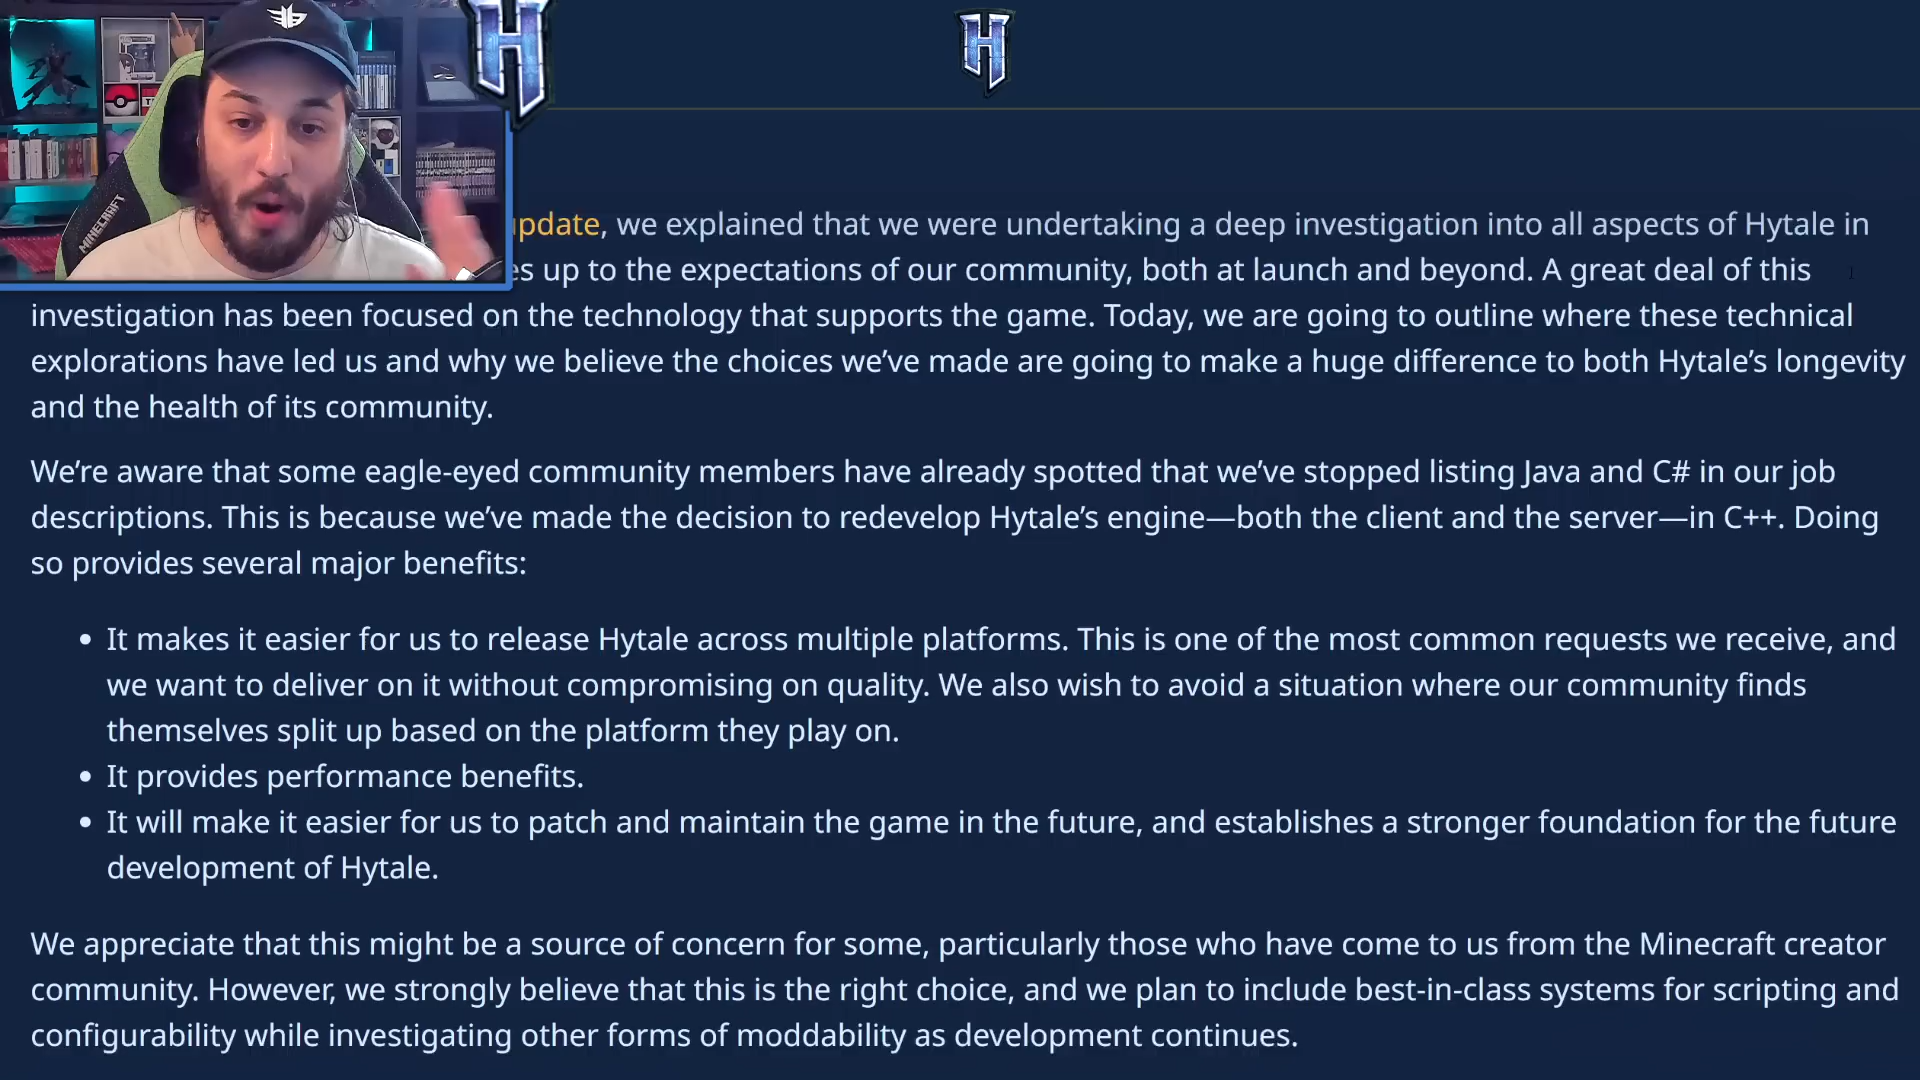 MINECRAFT
H
H
update, we explained that we were undertaking a deep investigation into all aspects of Hytale in
es up to the expectations of our community, both at launch and beyond. A great deal of this
investigation has been focused on the technology that supports the game. Today, we are going to outline where these technical
explorations have led us and why we believe the choices we’ve made are going to make a huge difference to both Hytale’s longevity
and the health of its community.
We’re aware that some eagle-eyed community members have already spotted that we’ve stopped listing Java and C# in our job
descriptions. This is because we’ve made the decision to redevelop Hytale’s engine—both the client and the server—in C++. Doing
so provides several major benefits:
• It makes it easier for us to release Hytale across multiple platforms. This is one of the most common requests we receive, and
we want to deliver on it without compromising on quality. We also wish to avoid a situation where our community finds
themselves split up based on the platform they play on.
• It provides performance benefits.
• It will make it easier for us to patch and maintain the game in the future, and establishes a stronger foundation for the future
development of Hytale.
We appreciate that this might be a source of concern for some, particularly those who have come to us from the Minecraft creator
community. However, we strongly believe that this is the right choice, and we plan to include best-in-class systems for scripting and
configurability while investigating other forms of moddability as development continues.